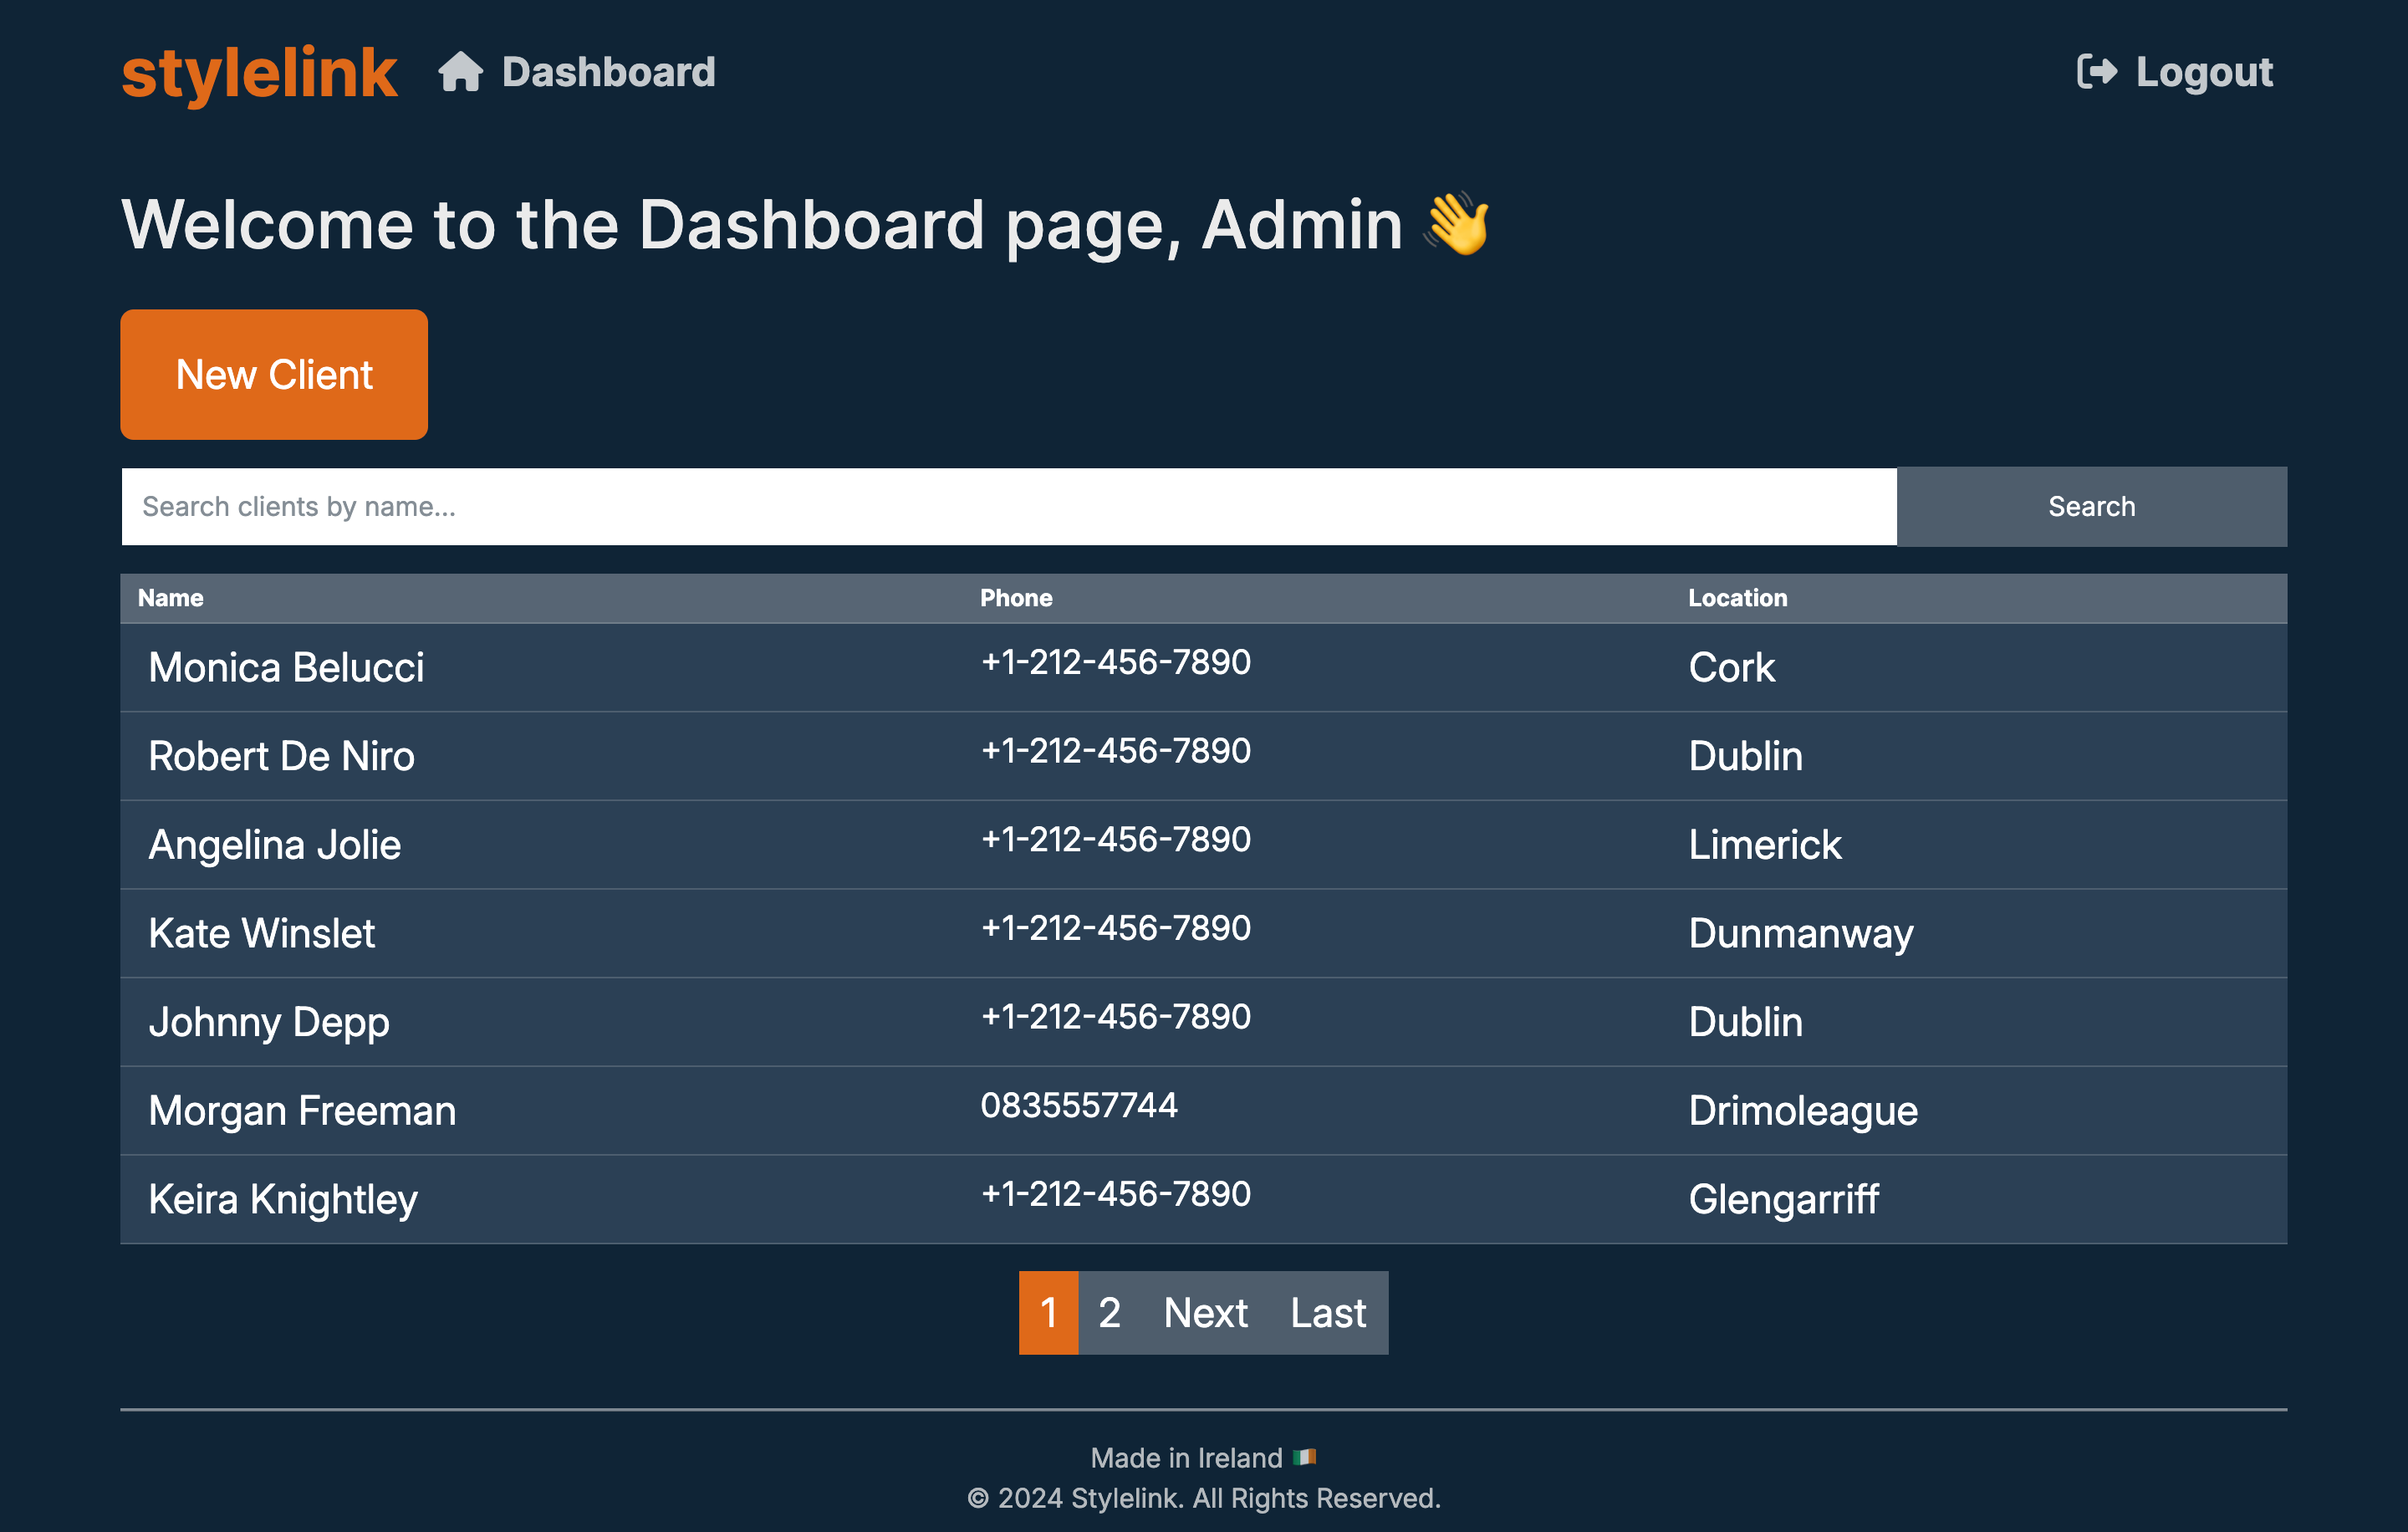 stylelink Dashboard Logout
Welcome to the Dashboard page, Admin 👋
New Client
Search clients by name... Search
Name Phone Location
Monica Belucci +1-212-456-7890 Cork
Robert De Niro +1-212-456-7890 Dublin
Angelina Jolie +1-212-456-7890 Limerick
Kate Winslet +1-212-456-7890 Dunmanway
Johnny Depp +1-212-456-7890 Dublin
Morgan Freeman 0835557744 Drimoleague
Keira Knightley +1-212-456-7890 Glengarriff
1 2 Next Last
Made in Ireland 🇮🇪
© 2024 Stylelink. All Rights Reserved.